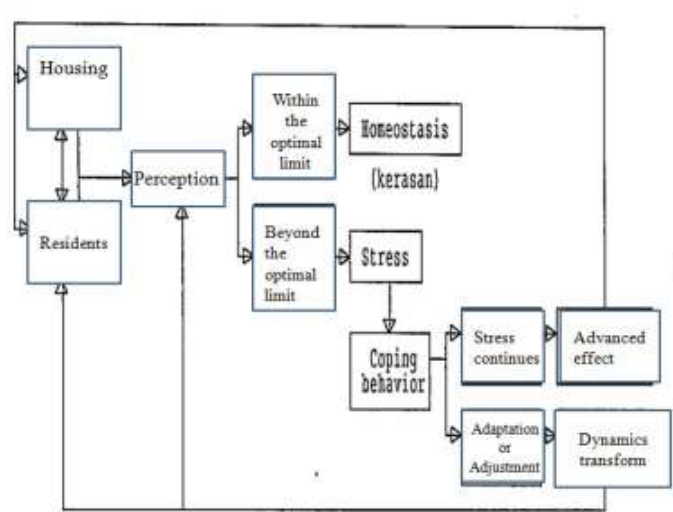 Housing
Residents
Perception
Within
the
optimal
limit
Homeostasis
(kerasan)
Beyond
the
optimal
limit
Stress
Coping
behavior
Stress
continues
Advanced
effect
Adaptation
or
Adjustment
Dynamics
transform